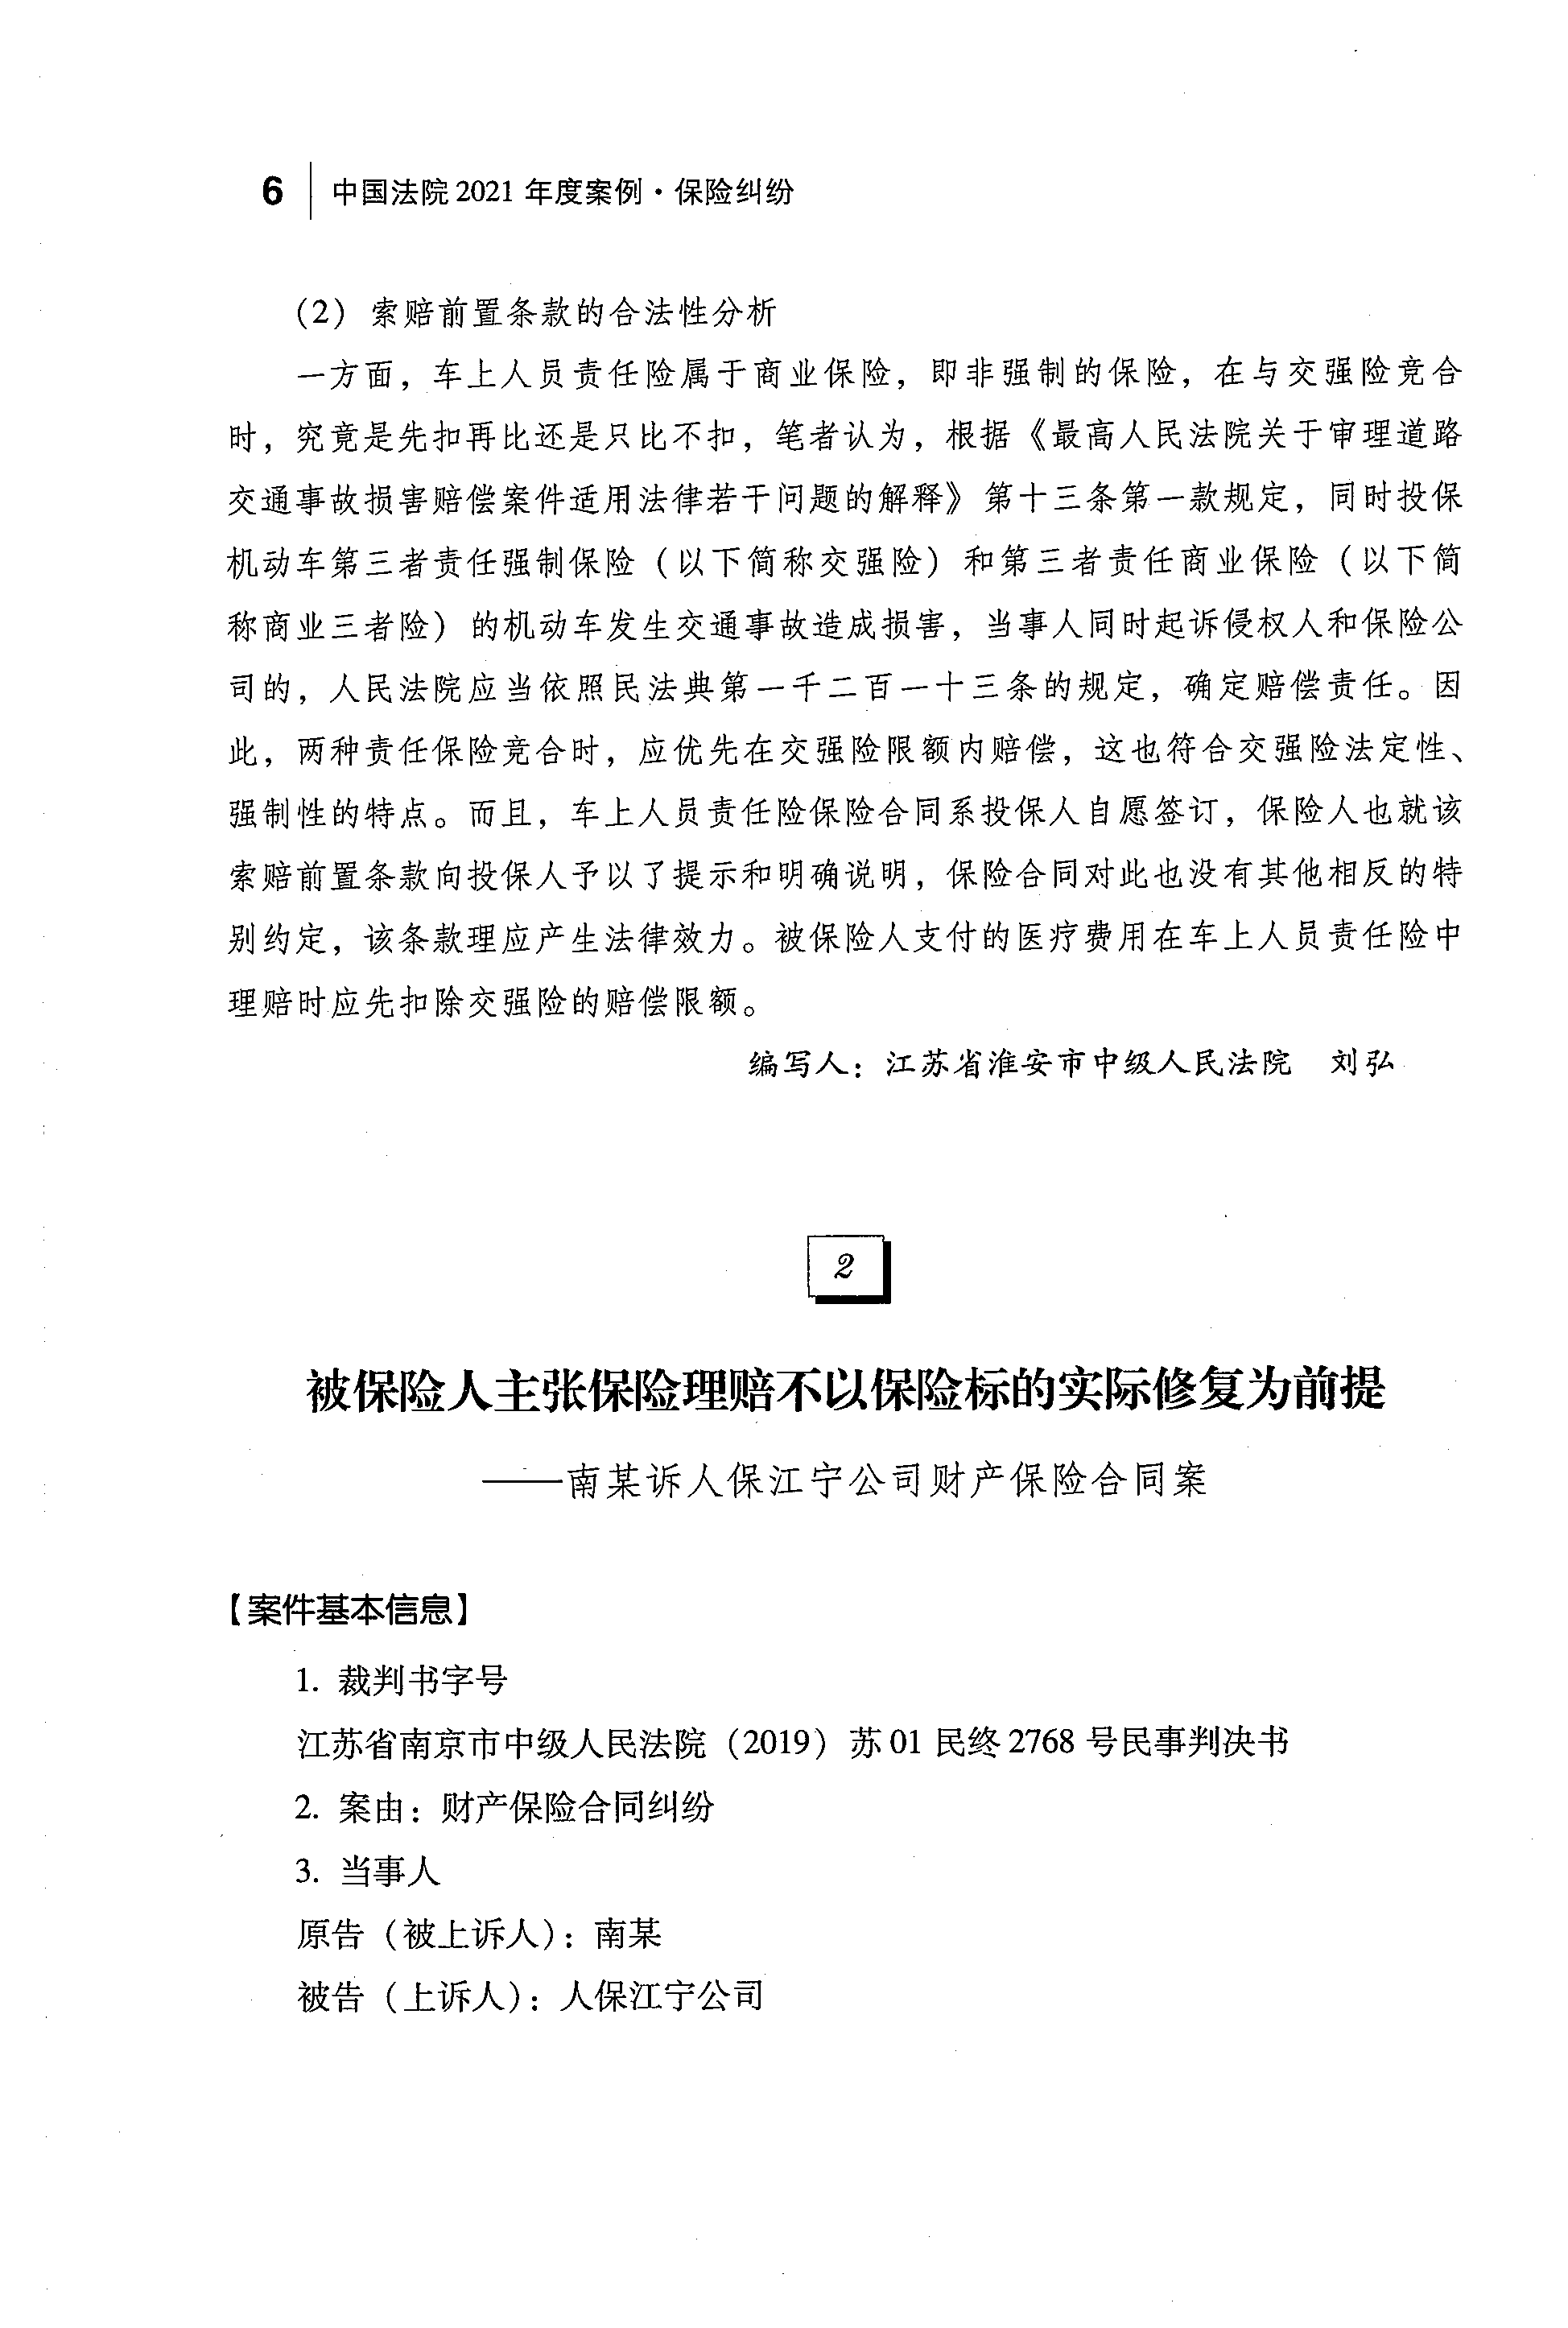 6 中国法院2021年度案例·保险纠纷
(2) 索赔前置条款的合法性分析
一方面，车上人员责任险属于商业保险，即非强制的保险，在与交强险竞合
时，究竟是先扣再比还是只比不扣，笔者认为，根据《最高人民法院关于审理道路
交通事故损害赔偿案件适用法律若干问题的解释》第十三条第一款规定，同时投保
机动车第三者责任强制保险（以下简称交强险）和第三者责任商业保险（以下简
称商业三者险）的机动车发生交通事故造成损害，当事人同时起诉侵权人和保险公
司的，人民法院应当依照民法典第一千二百一十三条的规定，确定赔偿责任。因
此，两种责任保险竞合时，应优先在交强险限额内赔偿，这也符合交强险法定性、
强制性的特点。而且，车上人员责任险保险合同系投保人自愿签订，保险人也就该
索赔前置条款向投保人予以了提示和明确说明，保险合同对此也没有其他相反的特
别约定，该条款理应产生法律效力。被保险人支付的医疗费用在车上人员责任险中
理赔时应先扣除交强险的赔偿限额。
编写人：江苏省淮安市中级人民法院 刘弘
2
被保险人主张保险理赔不以保险标的实际修复为前提
——南某诉人保江宁公司财产保险合同案
【案件基本信息】
1. 裁判书字号
江苏省南京市中级人民法院（2019）苏01民终2768号民事判决书
2. 案由：财产保险合同纠纷
3. 当事人
原告（被上诉人）：南某
被告（上诉人）：人保江宁公司